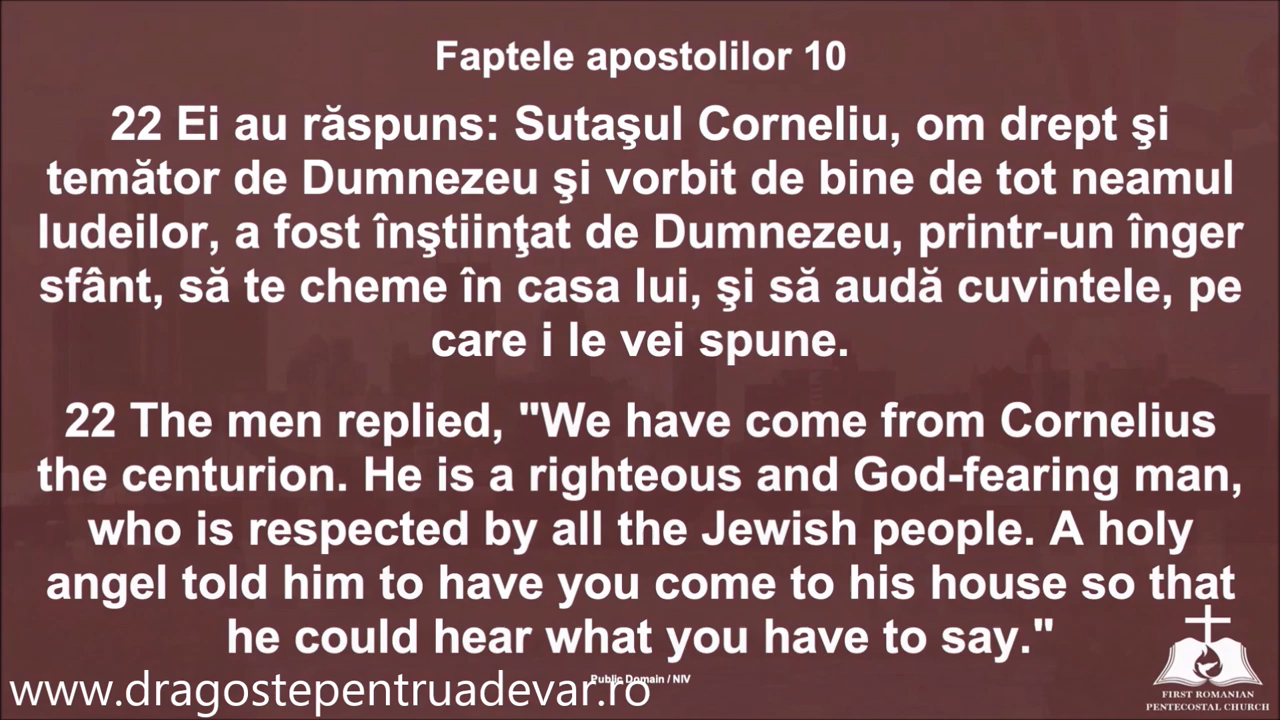 Faptele apostolilor 10
22 Ei au răspuns: Sutaşul Corneliu, om drept şi
temător de Dumnezeu şi vorbit de bine de tot neamul
Iudeilor, a fost înştiinţat de Dumnezeu, printr-un înger
sfânt, să te cheme în casa lui, şi să audă cuvintele, pe
care i le vei spune.
22 The men replied, "We have come from Cornelius
the centurion. He is a righteous and God-fearing man,
who is respected by all the Jewish people. A holy
angel told him to have you come to his house so that
he could hear what you have to say."
Public Domain / NIV
www.dragostepentruadevar.ro
FIRST ROMANIAN
PENTECOSTAL CHURCH